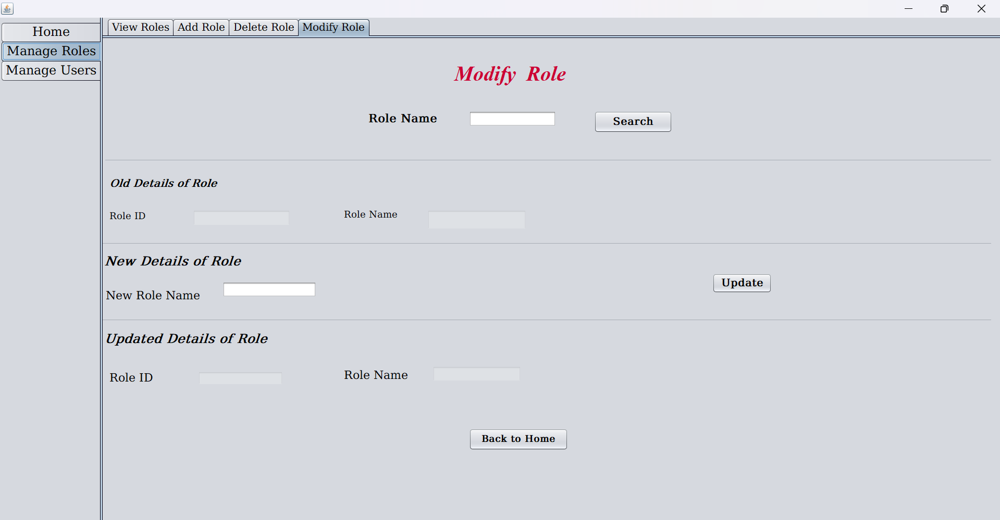 Home
Manage Roles
Manage Users
View Roles Add Role Delete Role Modify Role
Modify Role
Role Name Search
Old Details of Role
Role ID Role Name
New Details of Role
New Role Name Update
Updated Details of Role
Role ID Role Name
Back to Home